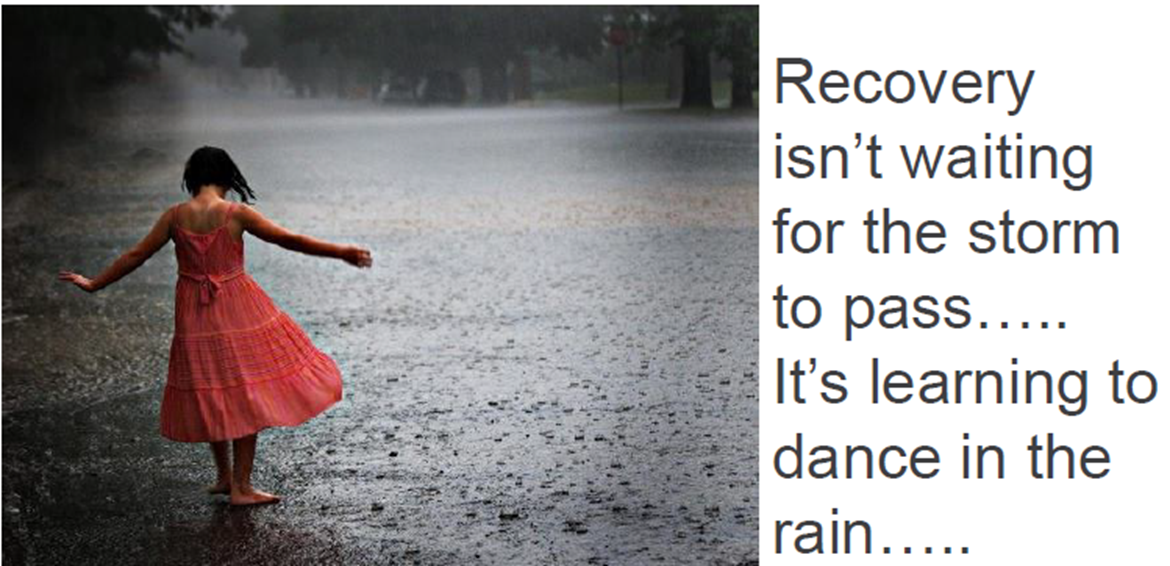 Recovery
isn’t waiting
for the storm
to pass…..
It’s learning to
dance in the
rain…..